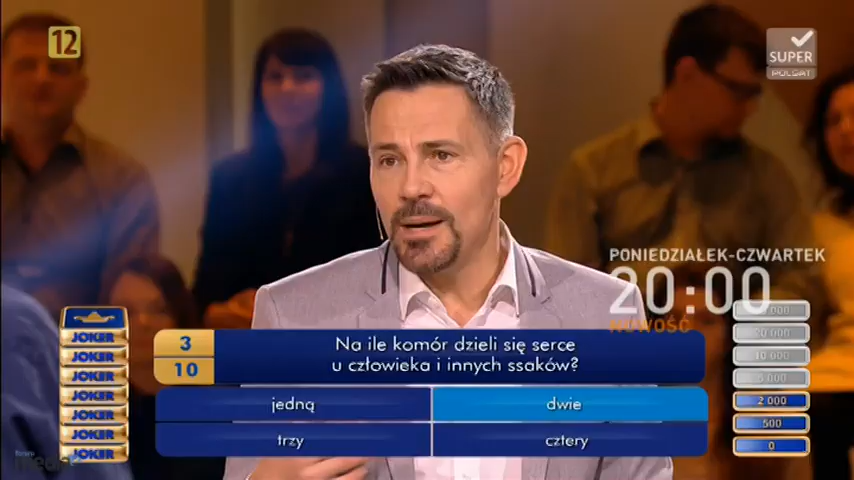 12
SUPER
POLSAT
PONIEDZIAŁEK-CZWARTEK
20:00
NOWOŚĆ
JOKER
JOKER
JOKER
JOKER
JOKER
JOKER
JOKER
3
10
Na ile komór dzieli się serce
u człowieka i innych ssaków?
jedną
dwie
trzy
cztery
20 000
10 000
5 000
2 000
500
0